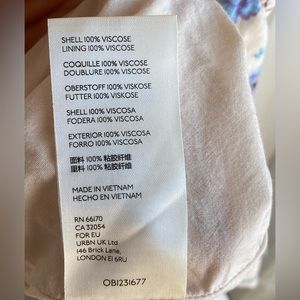 SHELL 100% VISCOSE
LINING 100% VISCOSE
COQUILLE 100% VISCOSE
DOUBLURE 100% VISCOSE
OBERSTOFF 100% VISKOSE
FUTTER 100% VISKOSE
SHELL 100% VISCOSA
FODERA 100% VISCOSA
EXTERIOR 100% VISCOSA
FORRO 100% VISCOSA
面料 100% 粘胶纤维
里料 100% 粘胶纤维
MADE IN VIETNAM
HECHO EN VIETNAM
RN 66170
CA 32054
FOR EU
URBN UK Ltd.
146 Brick Lane,
LONDON E1 6RU
OB1231677